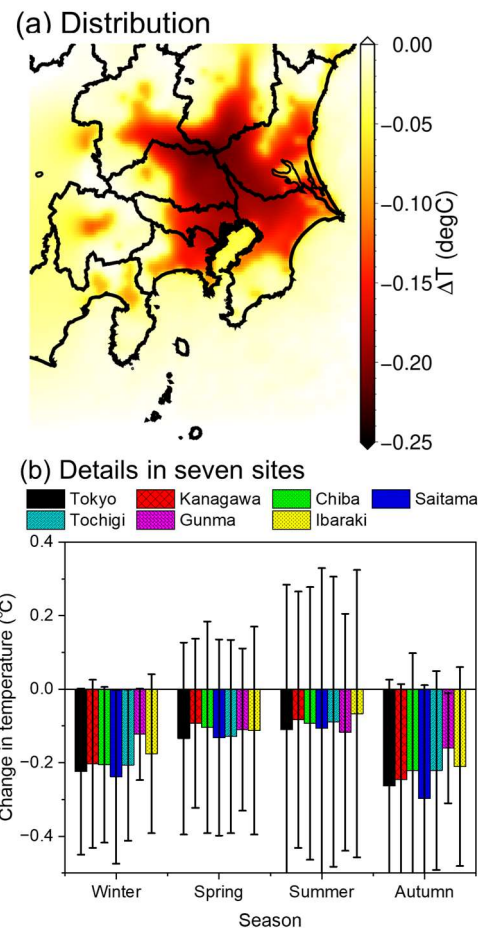 (a) Distribution
0.00
−0.05
−0.10
−0.15
−0.20
−0.25
ΔT (degC)
(b) Details in seven sites
Tokyo Kanagawa Chiba Saitama
Tochigi Gunma Ibaraki
0.4
0.2
0.0
−0.2
−0.4
Change in temperature (°C)
Winter Spring Summer Autumn
Season